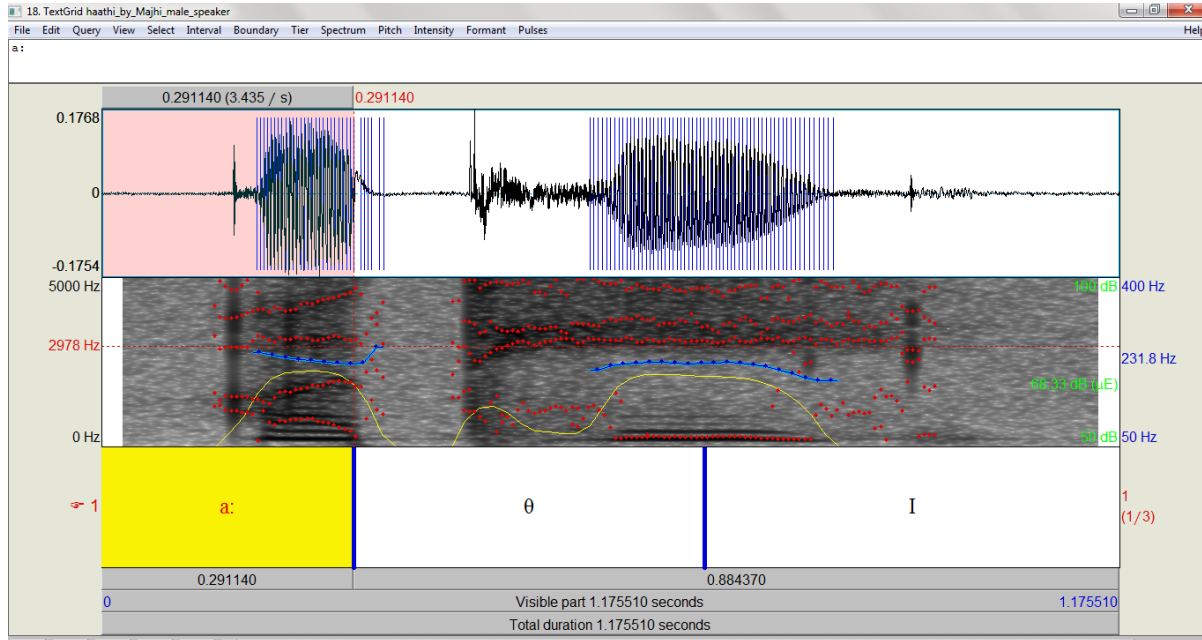 18. TextGrid haathi_by_Majhi_male_speaker
File Edit Query View Select Interval Boundary Tier Spectrum Pitch Intensity Formant Pulses Help
a:
0.291140 (3.435 / s) 0.291140
0.1768
0
-0.1754
5000 Hz 100 dB 400 Hz
2978 Hz 231.8 Hz
68.33 dB (µE)
0 Hz 50 dB 50 Hz
☞ 1 a: θ I 1
(1/3)
0.291140 0.884370
0 Visible part 1.175510 seconds 1.175510
Total duration 1.175510 seconds